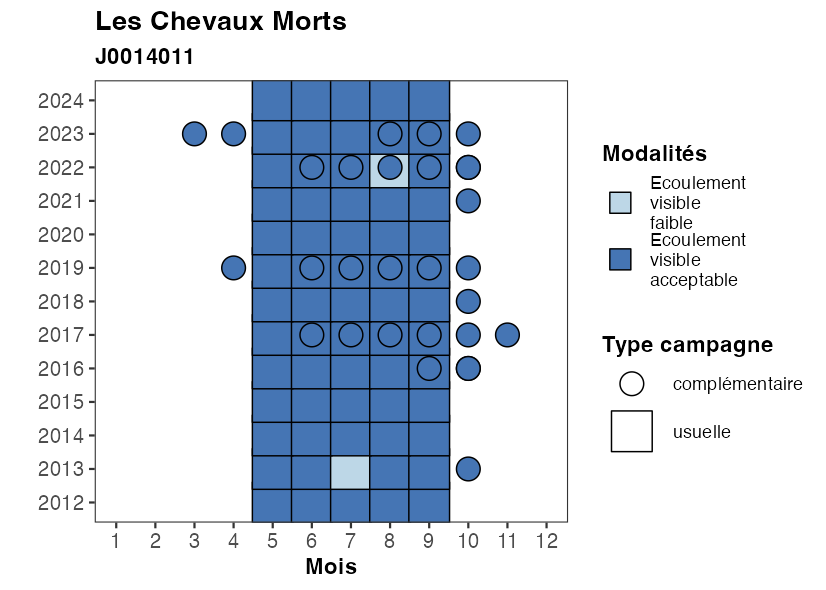 Les Chevaux Morts
J0014011
2024
2023
2022
2021
2020
2019
2018
2017
2016
2015
2014
2013
2012
1 2 3 4 5 6 7 8 9 10 11 12
Mois
Modalités
Ecoulement
visible
faible
Ecoulement
visible
acceptable
Type campagne
complémentaire
usuelle